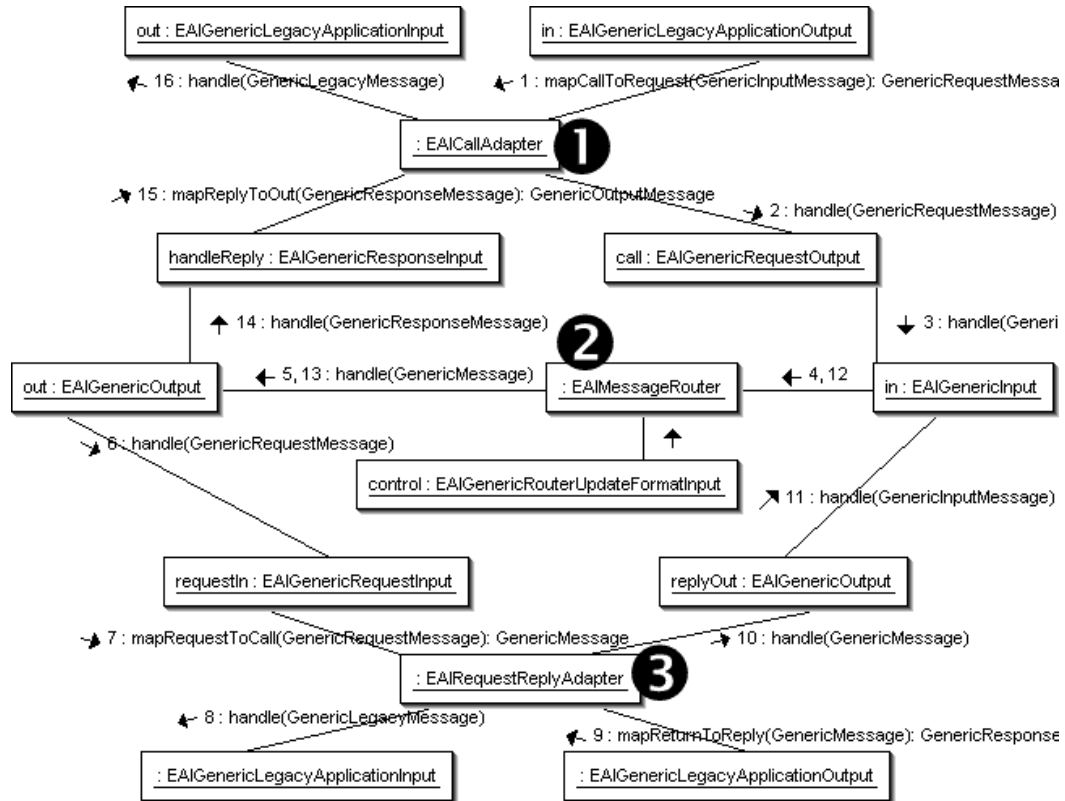 out : EAIGenericLegacyApplicationInput
in : EAIGenericLegacyApplicationOutput
16 : handle(GenericLegacyMessage)
1 : mapCallToRequest(GenericInputMessage): GenericRequestMessa
: EAICallAdapter
1
15 : mapReplyToOut(GenericResponseMessage): GenericOutputMessage
2 : handle(GenericRequestMessage)
handleReply : EAIGenericResponseInput
call : EAIGenericRequestOutput
14 : handle(GenericResponseMessage)
2
3 : handle(Generi
out : EAIGenericOutput
5, 13 : handle(GenericMessage)
: EAIMessageRouter
4, 12
in : EAIGenericInput
6 : handle(GenericRequestMessage)
control : EAIGenericRouterUpdateFormatInput
11 : handle(GenericInputMessage)
requestIn : EAIGenericRequestInput
replyOut : EAIGenericOutput
7 : mapRequestToCall(GenericRequestMessage): GenericMessage
10 : handle(GenericMessage)
: EAIRequestReplyAdapter
3
8 : handle(GenericLegacyMessage)
9 : mapReturnToReply(GenericMessage): GenericResponse
: EAIGenericLegacyApplicationInput
: EAIGenericLegacyApplicationOutput